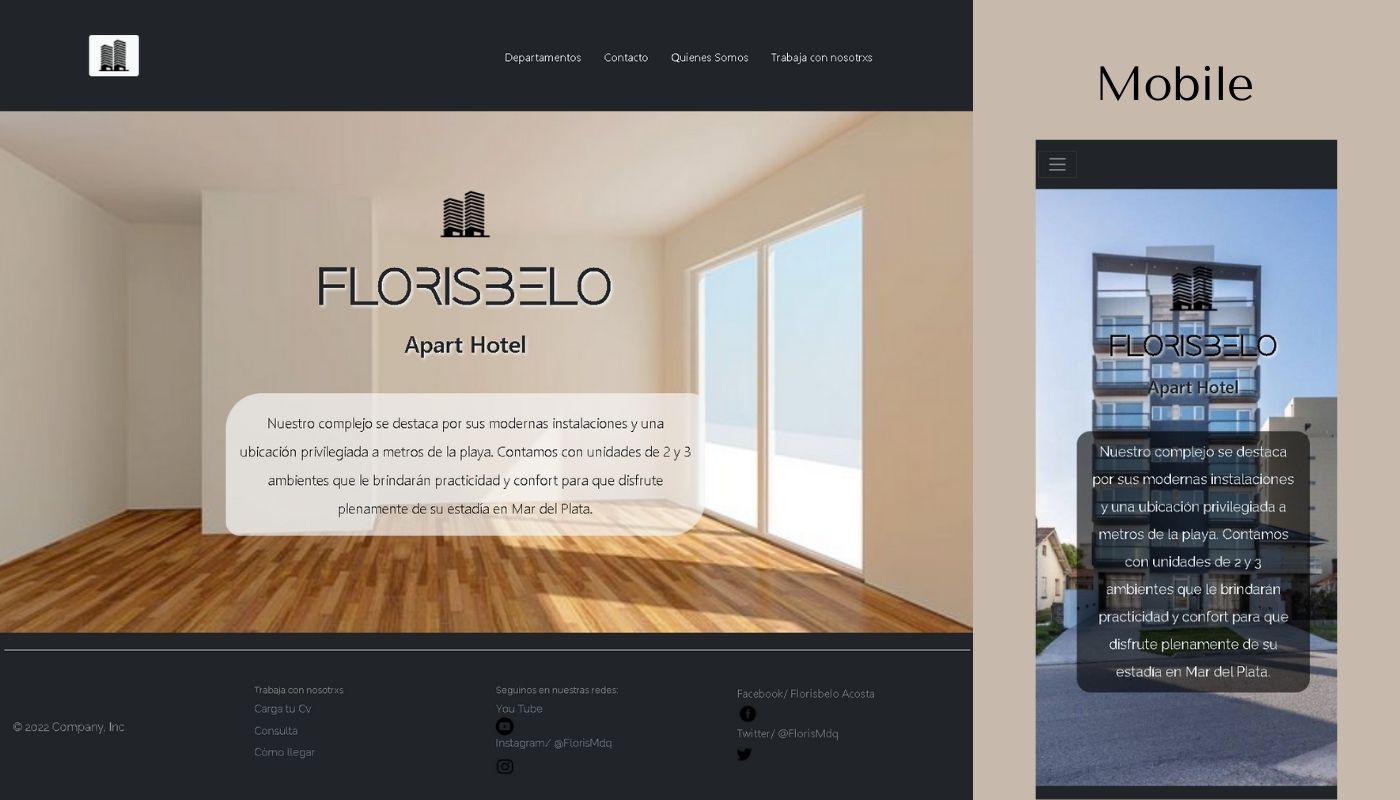 Departamentos Contacto Quienes Somos Trabaja con nosotrxs
FLORISBELO
Apart Hotel
Nuestro complejo se destaca por sus modernas instalaciones y una
ubicación privilegiada a metros de la playa. Contamos con unidades de 2 y 3
ambientes que le brindarán practicidad y confort para que disfrute
plenamente de su estadía en Mar del Plata.
© 2022 Company, Inc
Trabaja con nosotrxs
Carga tu Cv
Consulta
Cómo llegar
Seguinos en nuestras redes:
You Tube
Instagram/ @FlorisMdq
Facebook/ Florisbelo Acosta
Twitter/ @FlorisMdq
Mobile
FLORISBELO
Apart Hotel
Nuestro complejo se destaca
por sus modernas instalaciones
y una ubicación privilegiada a
metros de la playa. Contamos
con unidades de 2 y 3
ambientes que le brindarán
practicidad y confort para que
disfrute plenamente de su
estadía en Mar del Plata.